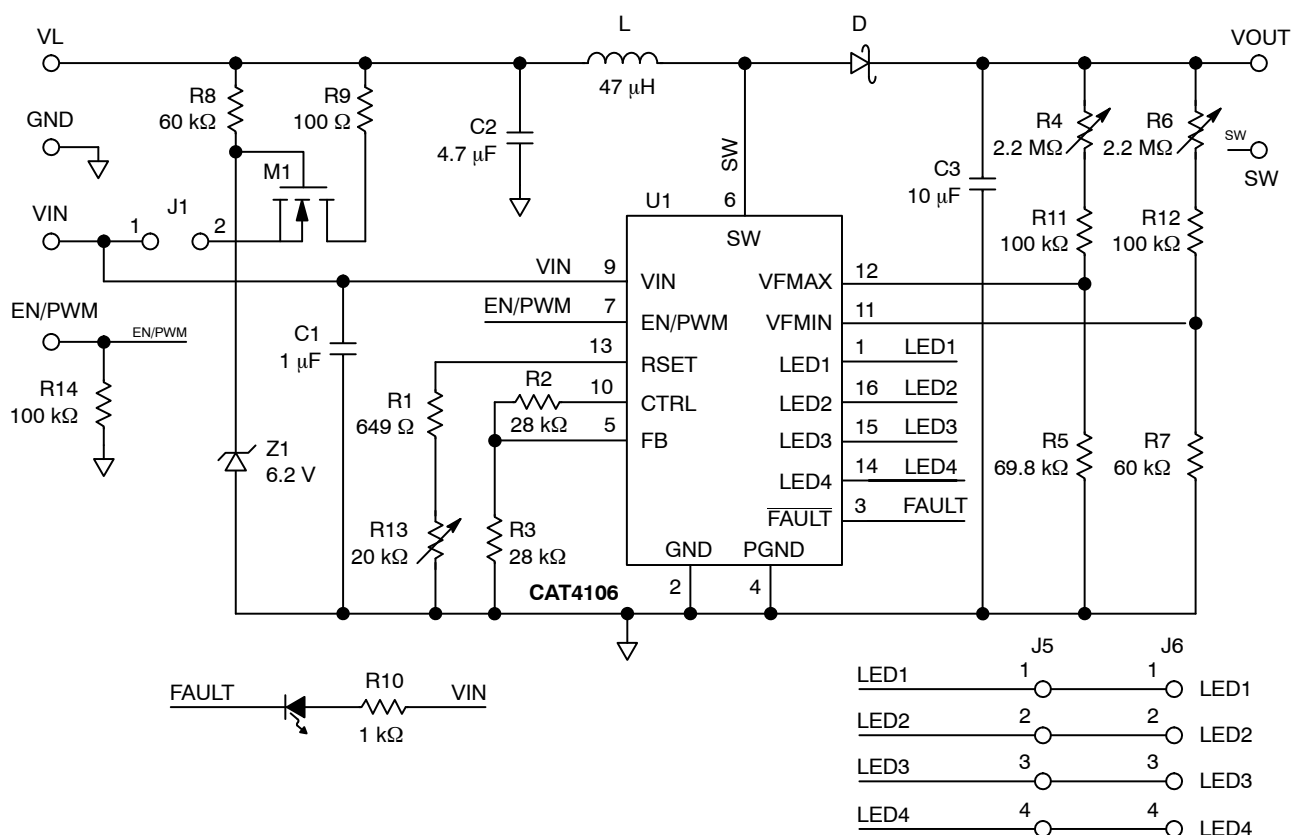 VL
L
D
VOUT
47 μH
R8
60 kΩ
R9
100 Ω
GND
C2
4.7 μF
SW
R4
2.2 MΩ
R6
2.2 MΩ
SW
SW
M1
C3
10 μF
VIN
1
J1
2
U1
6
SW
R11
100 kΩ
R12
100 kΩ
VIN
9
VIN
VFMAX
12
EN/PWM
EN/PWM
EN/PWM
7
EN/PWM
VFMIN
11
C1
1 μF
13
RSET
LED1
1
LED1
R14
100 kΩ
R1
649 Ω
R2
28 kΩ
10
CTRL
LED2
16
LED2
5
FB
LED3
15
LED3
Z1
6.2 V
LED4
14
LED4
R5
69.8 kΩ
R7
60 kΩ
FAULT
3
FAULT
R13
20 kΩ
R3
28 kΩ
GND
PGND
2
4
CAT4106
FAULT
R10
1 kΩ
VIN
J5
J6
LED1
1
1
LED1
LED2
2
2
LED2
LED3
3
3
LED3
LED4
4
4
LED4